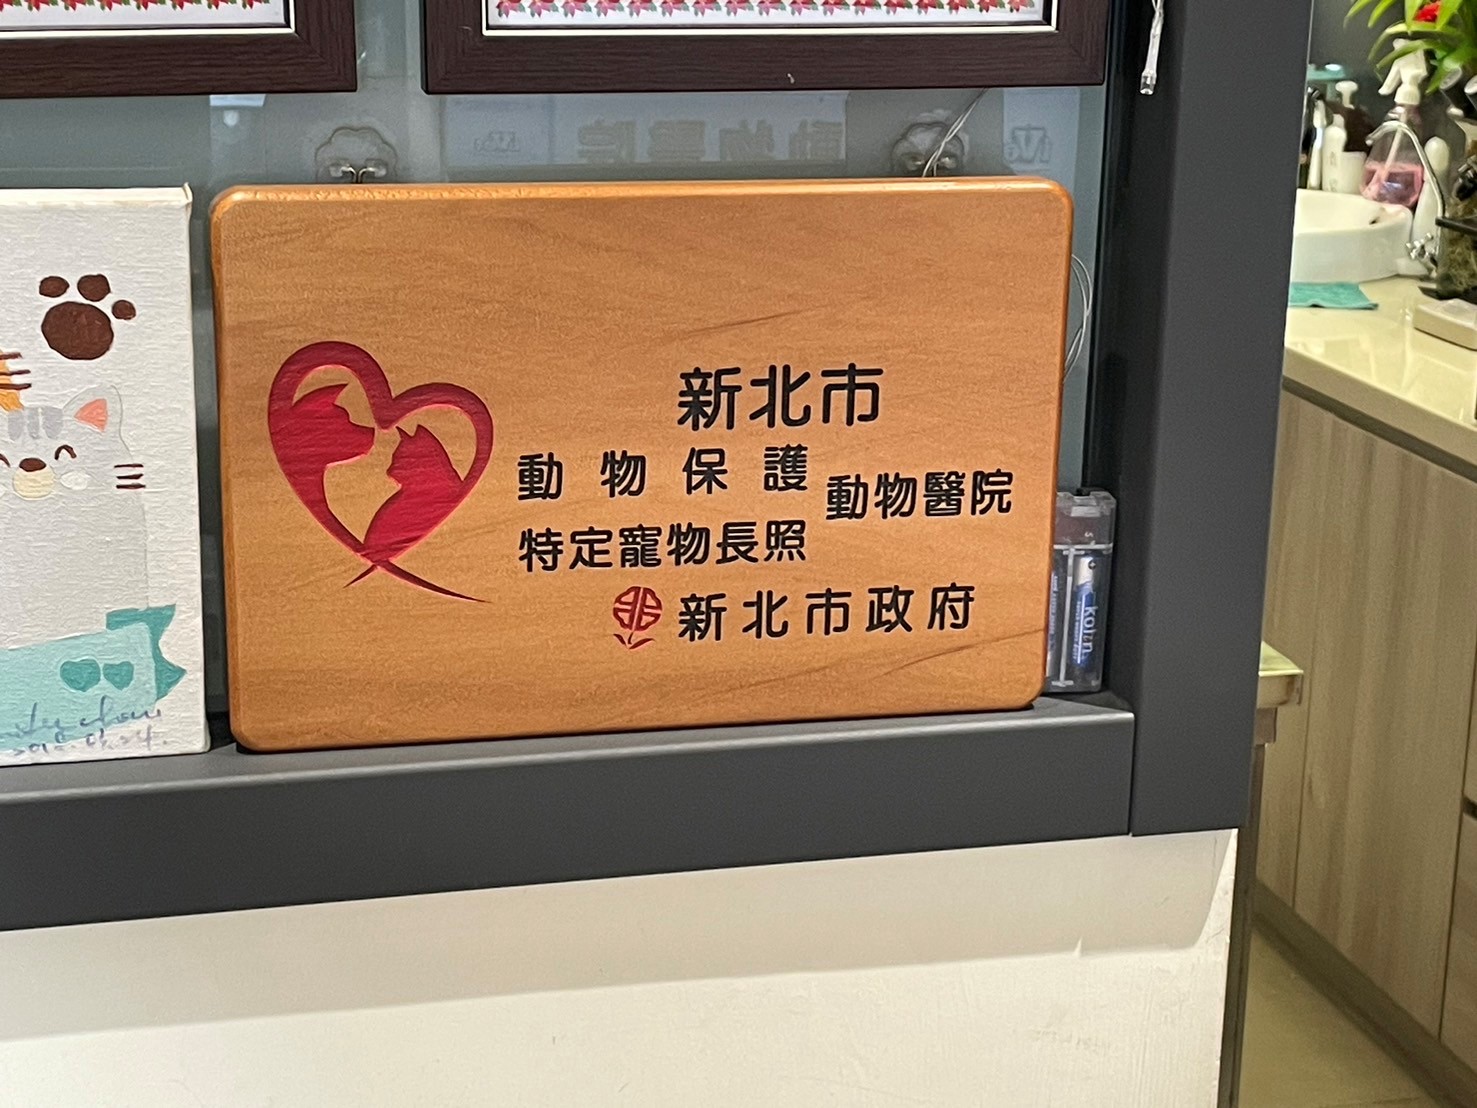 新北市
動物保護
動物醫院
特定寵物長照
新北市政府
kolin